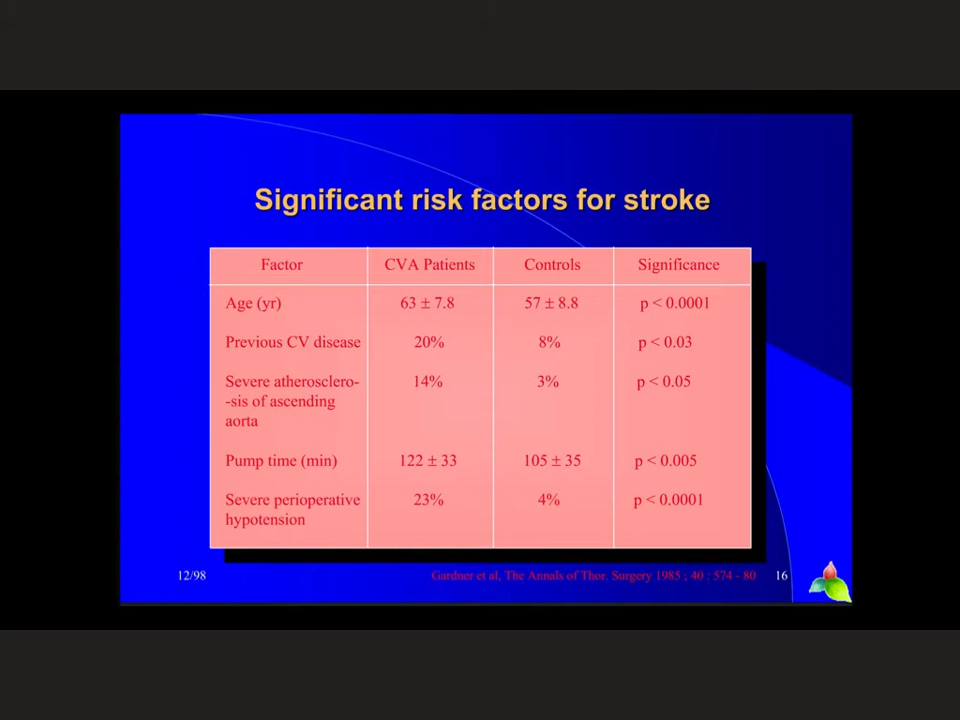 Significant risk factors for stroke
Factor CVA Patients Controls Significance
Age (yr) 63 ± 7.8 57 ± 8.8 p < 0.0001
Previous CV disease 20% 8% p < 0.03
Severe atherosclero- 14% 3% p < 0.05
-sis of ascending
aorta
Pump time (min) 122 ± 33 105 ± 35 p < 0.005
Severe perioperative 23% 4% p < 0.0001
hypotension
12/98 Gardner et al, The Annals of Thor. Surgery 1985 ; 40 : 574 - 80 16